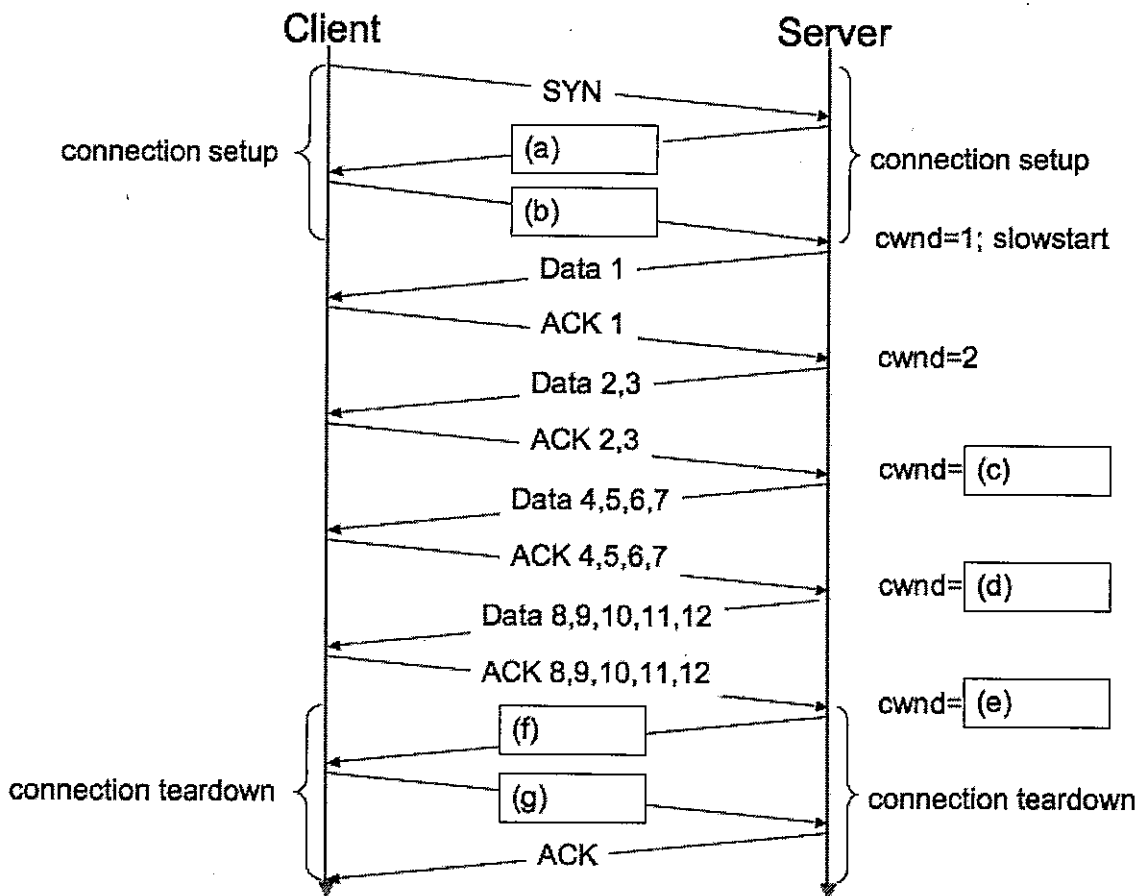 Client
Server
SYN
(a)
connection setup
connection setup
(b)
cwnd=1; slowstart
Data 1
ACK 1
cwnd=2
Data 2,3
ACK 2,3
cwnd= (c)
Data 4,5,6,7
ACK 4,5,6,7
cwnd= (d)
Data 8,9,10,11,12
ACK 8,9,10,11,12
cwnd= (e)
(f)
connection teardown
(g)
connection teardown
ACK